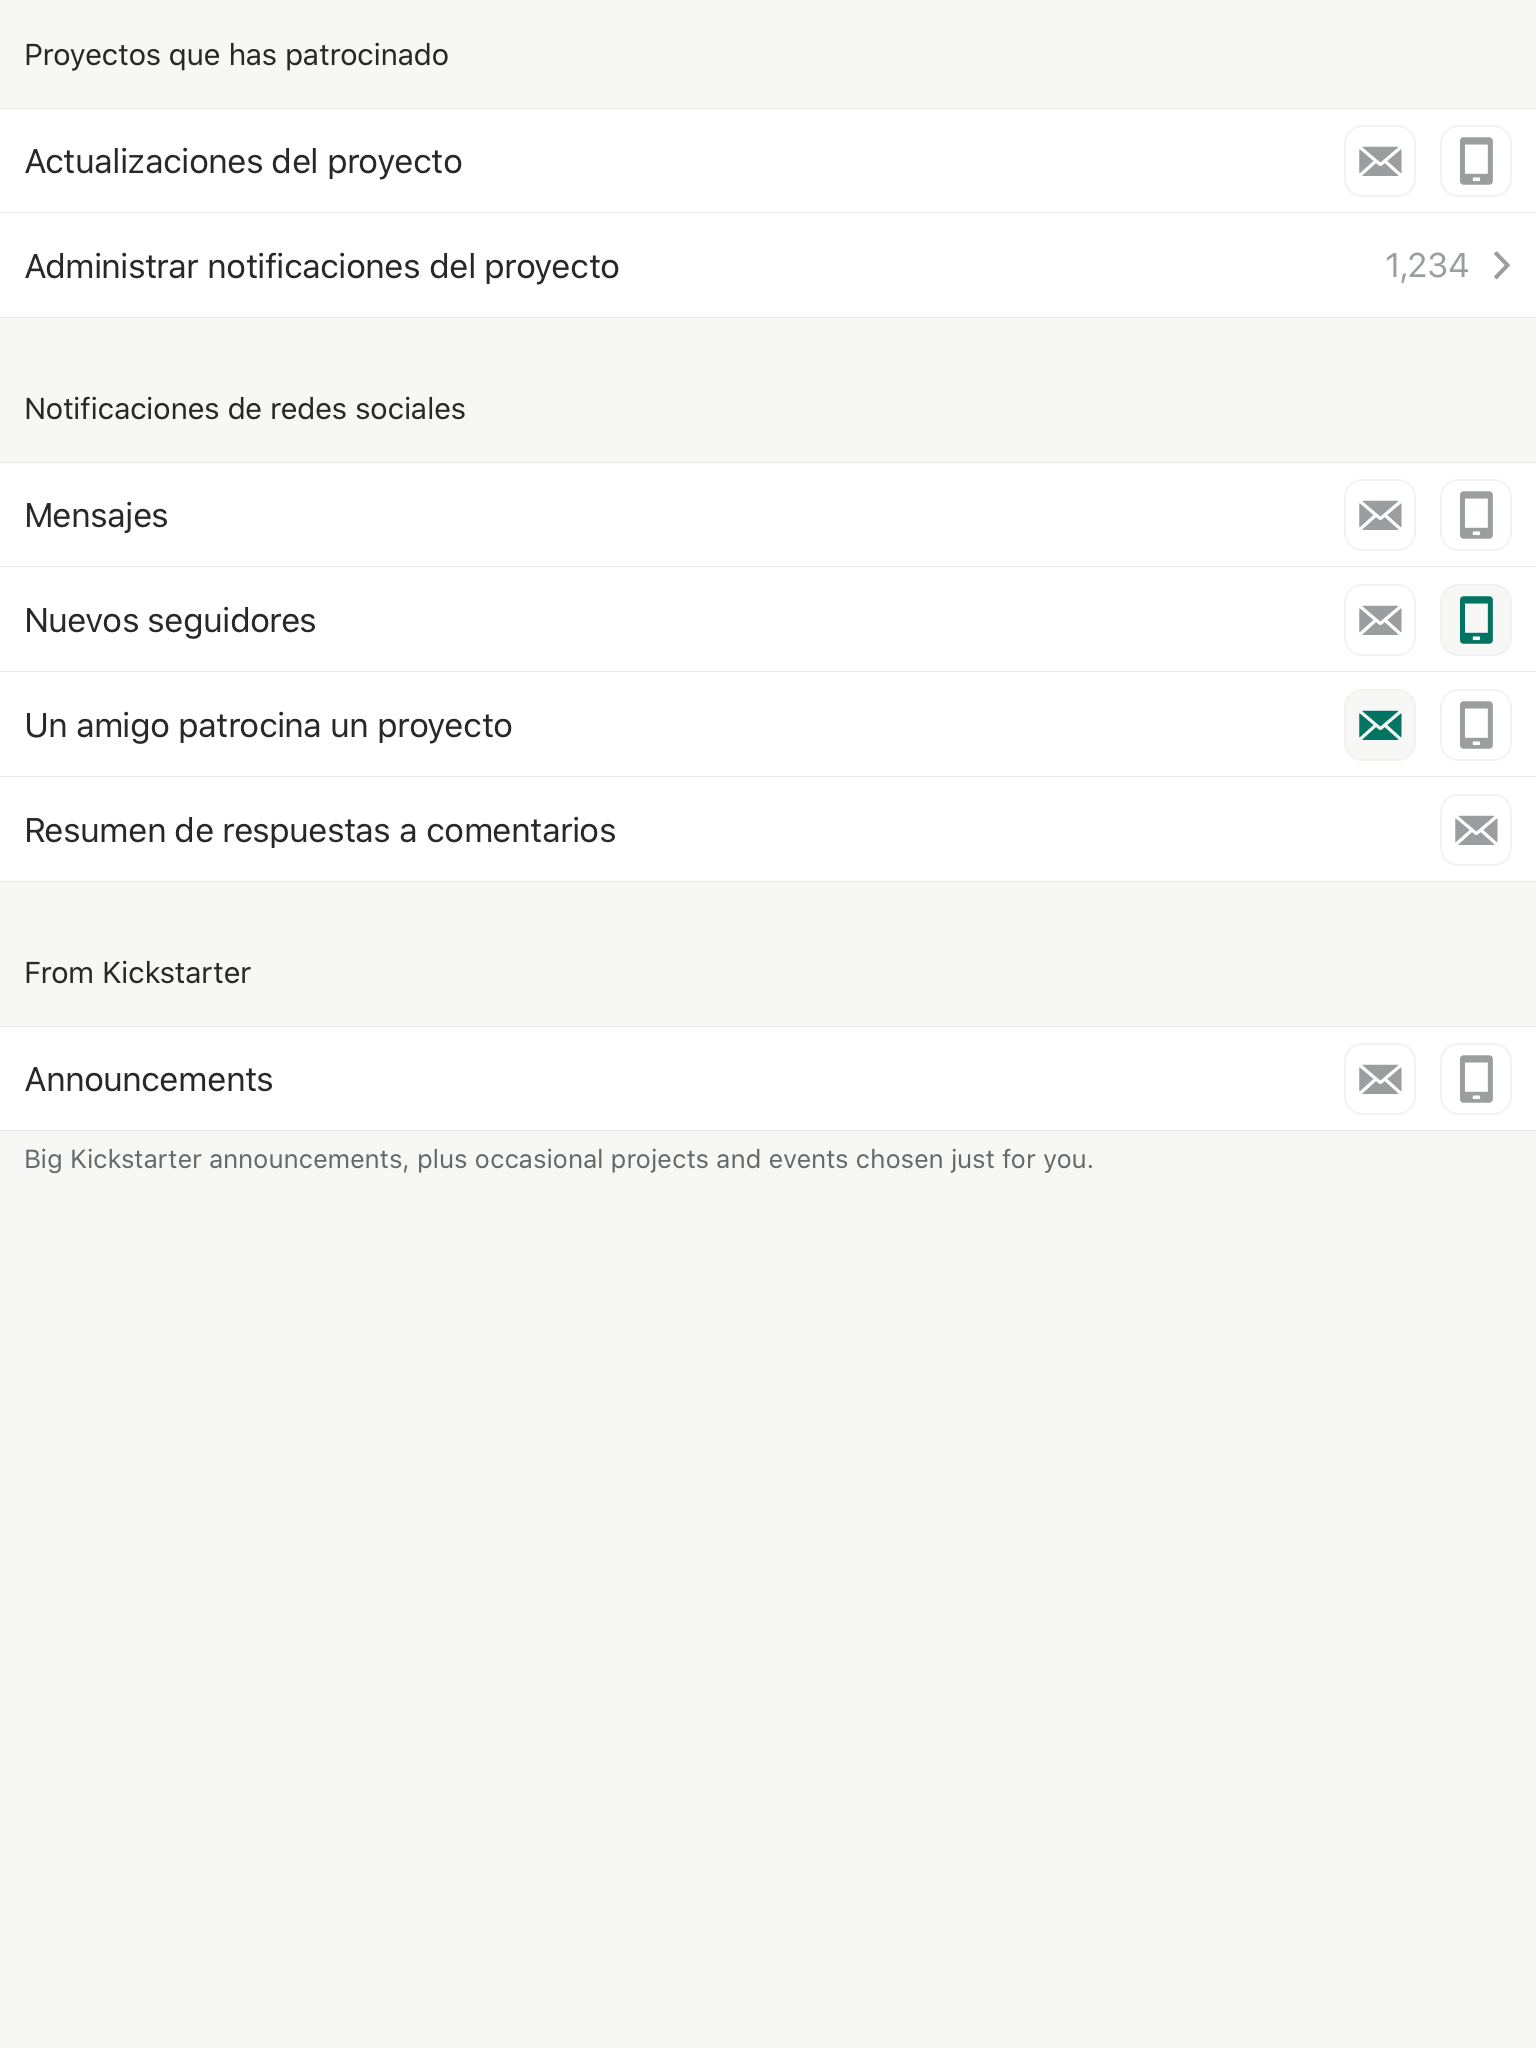 Proyectos que has patrocinado
Actualizaciones del proyecto
Administrar notificaciones del proyecto 1,234
Notificaciones de redes sociales
Mensajes
Nuevos seguidores
Un amigo patrocina un proyecto
Resumen de respuestas a comentarios
From Kickstarter
Announcements
Big Kickstarter announcements, plus occasional projects and events chosen just for you.